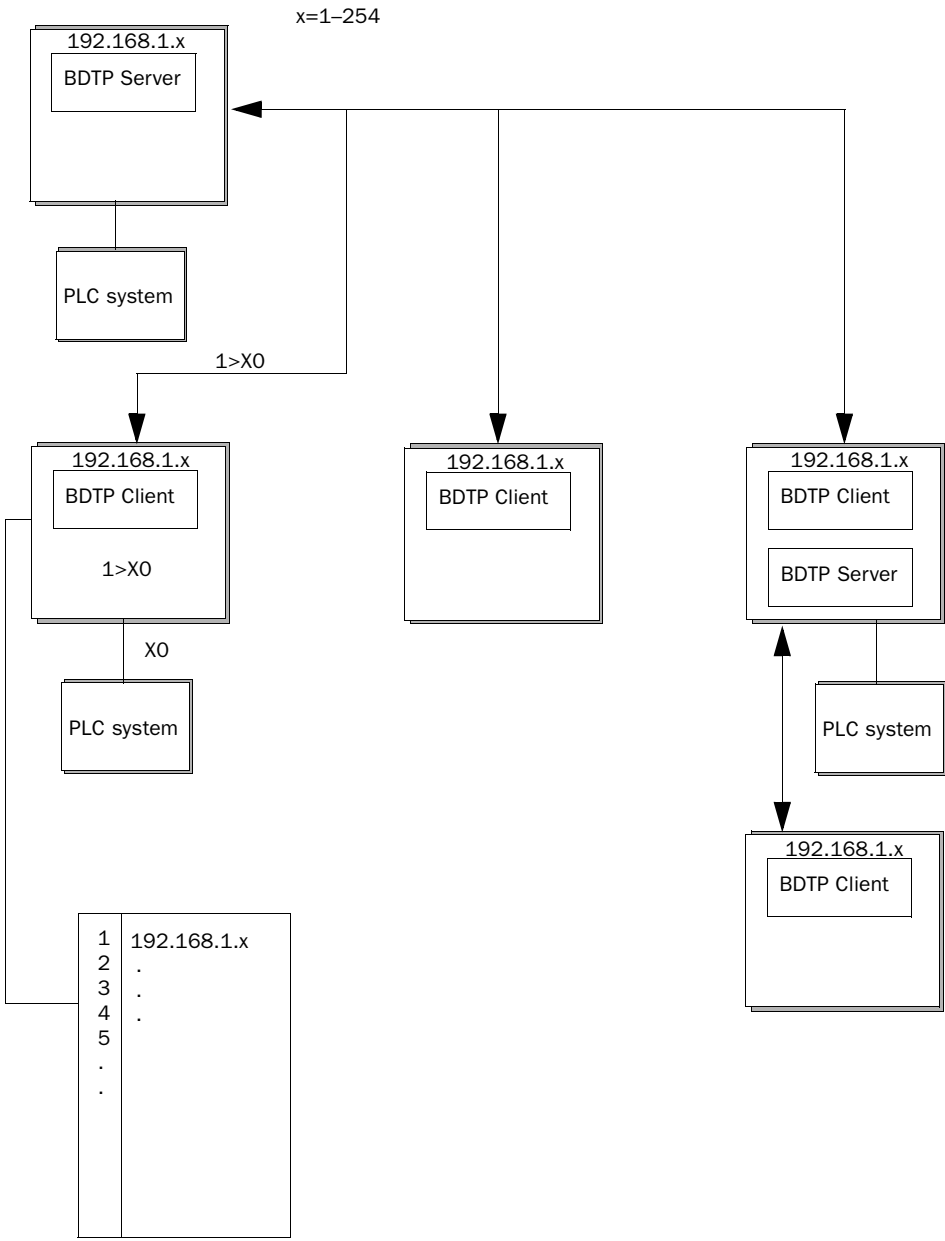 x=1–254
192.168.1.x
BDTP Server
PLC system
1>X0
192.168.1.x
BDTP Client
1>X0
X0
PLC system
192.168.1.x
BDTP Client
192.168.1.x
BDTP Client
BDTP Server
PLC system
192.168.1.x
BDTP Client
1 192.168.1.x
2 .
3 .
4 .
5
.
.